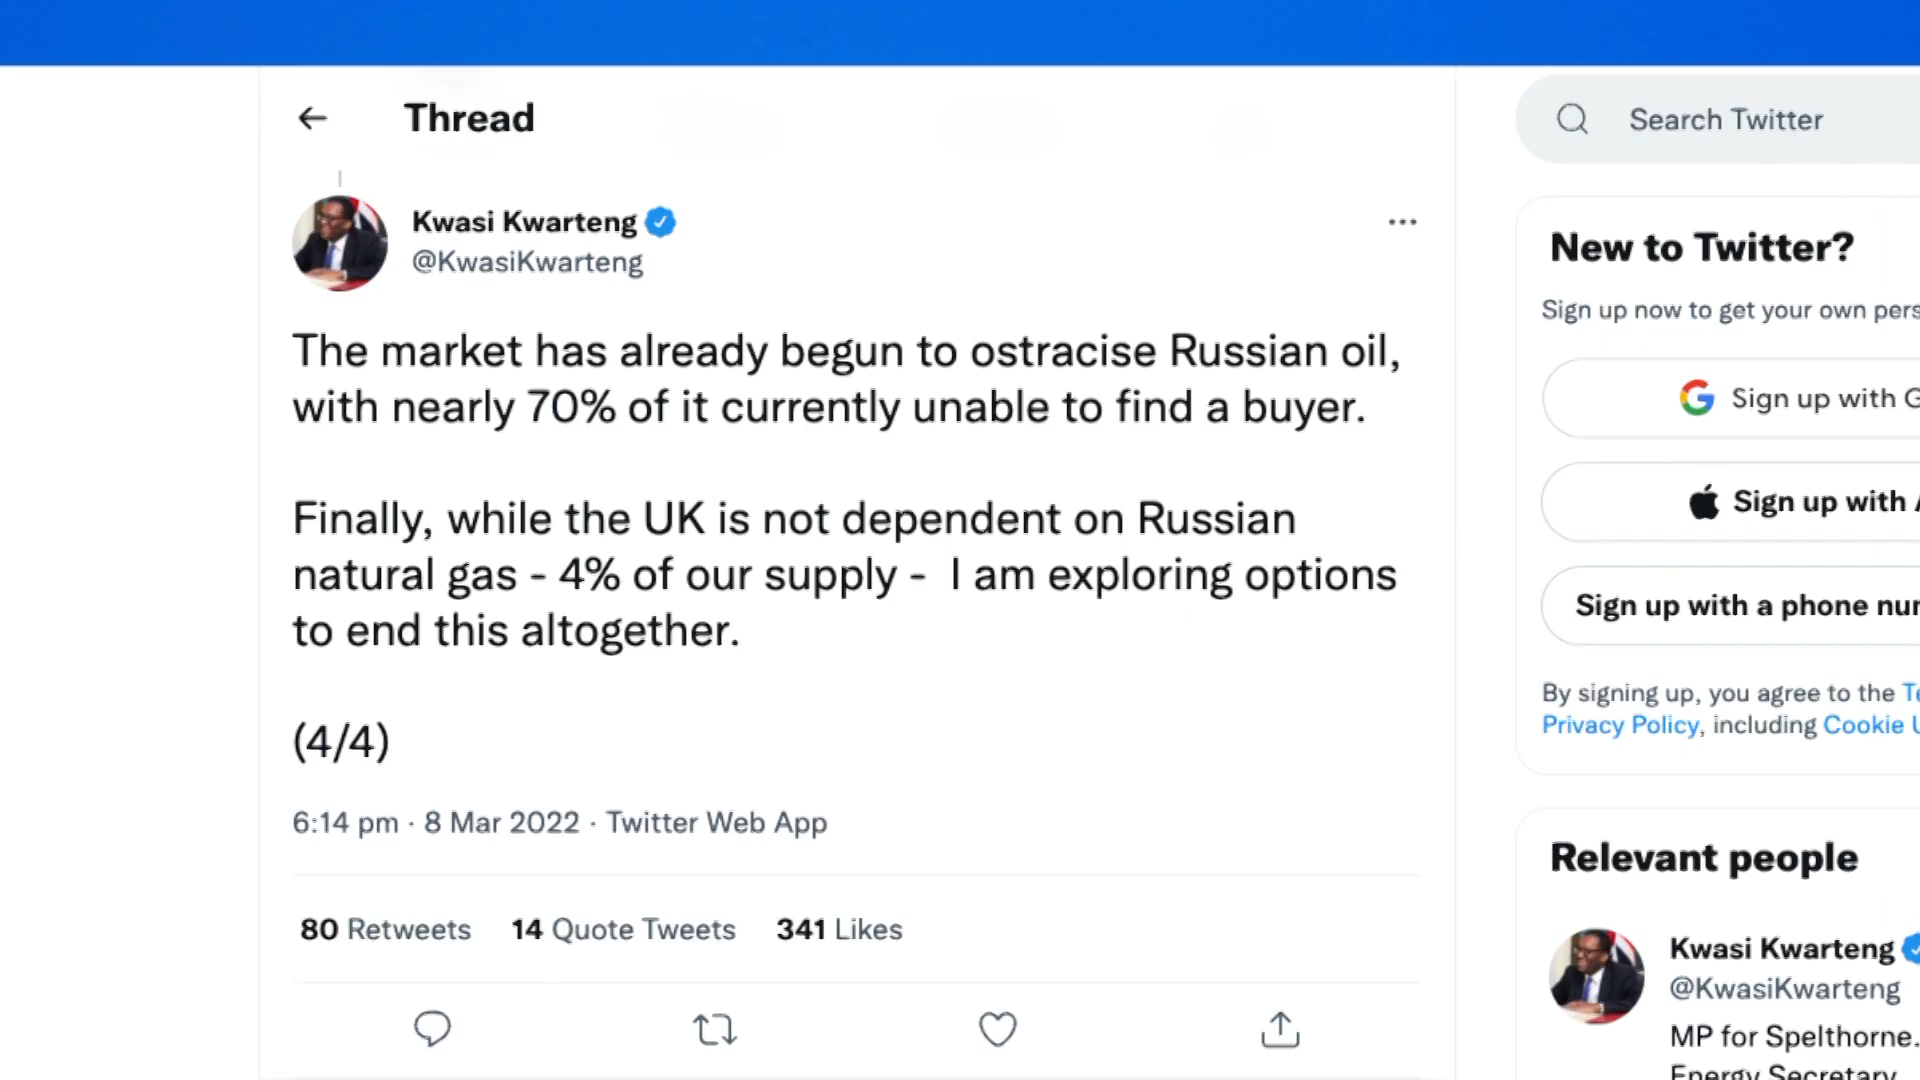 Thread
Search Twitter
Kwasi Kwarteng
@KwasiKwarteng
The market has already begun to ostracise Russian oil,
with nearly 70% of it currently unable to find a buyer.
Finally, while the UK is not dependent on Russian
natural gas - 4% of our supply -  I am exploring options
to end this altogether.
(4/4)
6:14 pm · 8 Mar 2022 · Twitter Web App
80 Retweets 14 Quote Tweets 341 Likes
New to Twitter?
Sign up now to get your own pers
Sign up with G
Sign up with A
Sign up with a phone nu
By signing up, you agree to the Te
Privacy Policy, including Cookie U
Relevant people
Kwasi Kwarteng
@KwasiKwarteng
MP for Spelthorne.
Energy Secretary